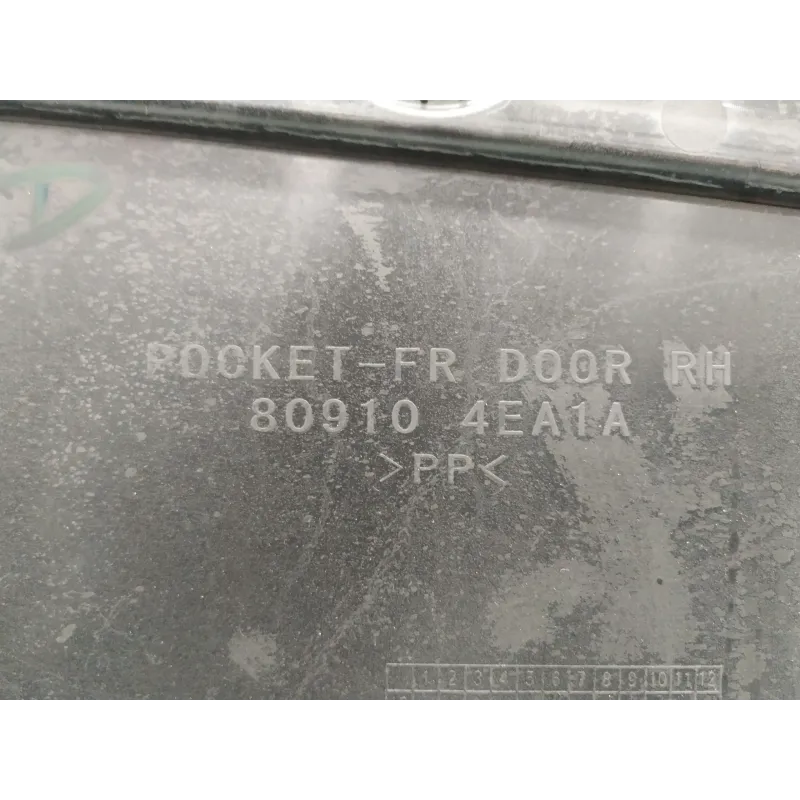 POCKET-FR DOOR RH
80910 4EA1A
>PP<
1 2 3 4 5 6 7 8 9 10 11 12